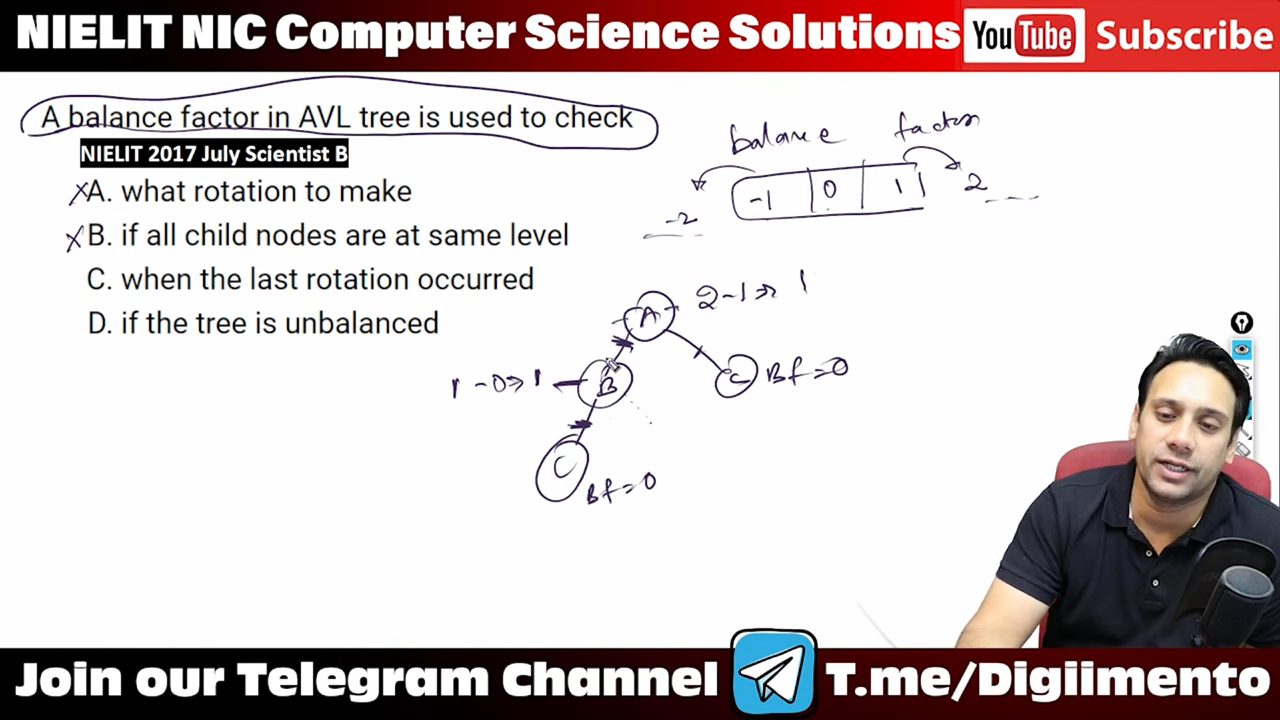 NIELIT NIC Computer Science Solutions YouTube Subscribe
A balance factor in AVL tree is used to check
NIELIT 2017 July Scientist B
A. what rotation to make
B. if all child nodes are at same level
C. when the last rotation occurred
D. if the tree is unbalanced
balance factor
-2 -1 0 1 2
A 2-1⇒1
1-0⇒1 B C Bf=0
C Bf=0
Join our Telegram Channel T.me/Digiimento